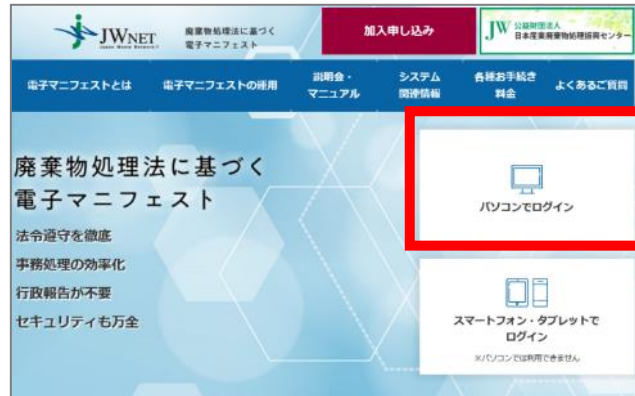 JWNET
Japan Waste Network
廃棄物処理法に基づく
電子マニフェスト
加入申し込み
JW 公益財団法人
日本産業廃棄物処理振興センター
電子マニフェストとは
電子マニフェストの運用
説明会・
マニュアル
システム
関連情報
各種お手続き
料金
よくあるご質問
廃棄物処理法に基づく
電子マニフェスト
法令遵守を徹底
事務処理の効率化
行政報告が不要
セキュリティも万全
パソコンでログイン
スマートフォン・タブレットで
ログイン
※パソコンでは利用できません